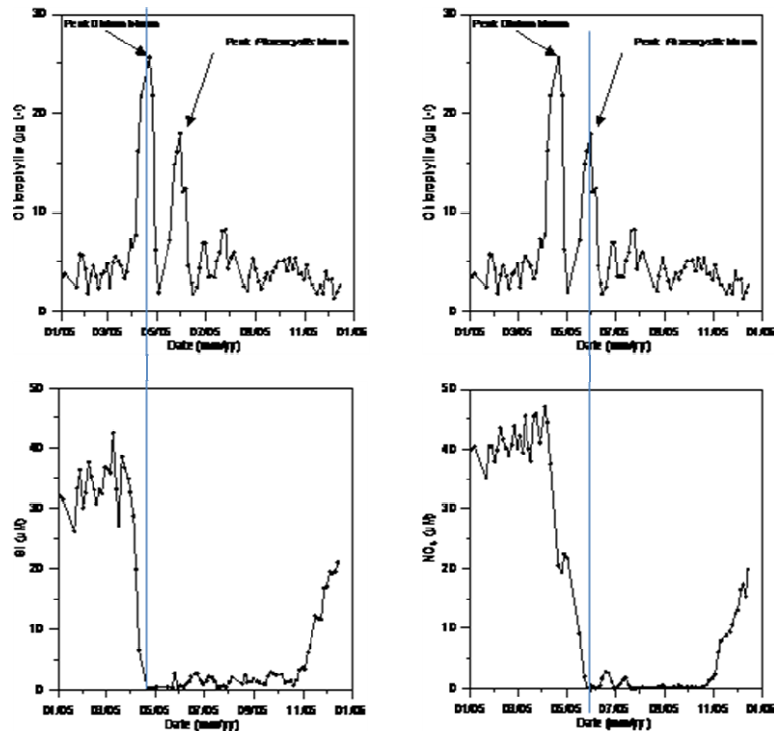 Peak Diatom bloom
Peak Phaeocystis bloom
Chlorophyll a (µg l-¹)
30
20
10
0
01/05 03/05 05/05 07/05 09/05 11/05 01/06
Date (mm/yy)
Peak Diatom bloom
Peak Phaeocystis bloom
Chlorophyll a (µg l-¹)
30
20
10
0
01/05 03/05 05/05 07/05 09/05 11/05 01/06
Date (mm/yy)
50
40
30
20
10
0
Si (µM)
01/05 03/05 05/05 07/05 09/05 11/05 01/06
Date (mm/yy)
50
40
30
20
10
0
NO₃ (µM)
01/05 03/05 05/05 07/05 09/05 11/05 01/06
Date (mm/yy)